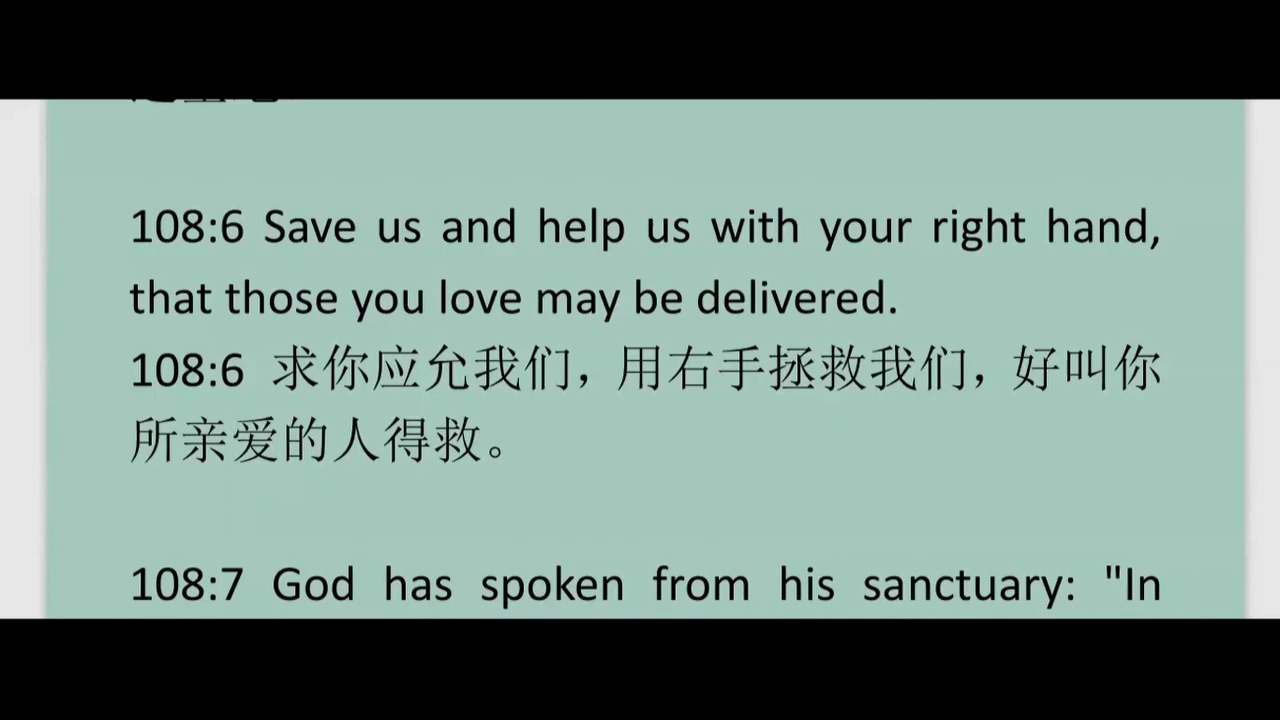 108:6 Save us and help us with your right hand,
that those you love may be delivered.
108:6 求你应允我们，用右手拯救我们，好叫你
所亲爱的人得救。
108:7 God has spoken from his sanctuary: "In